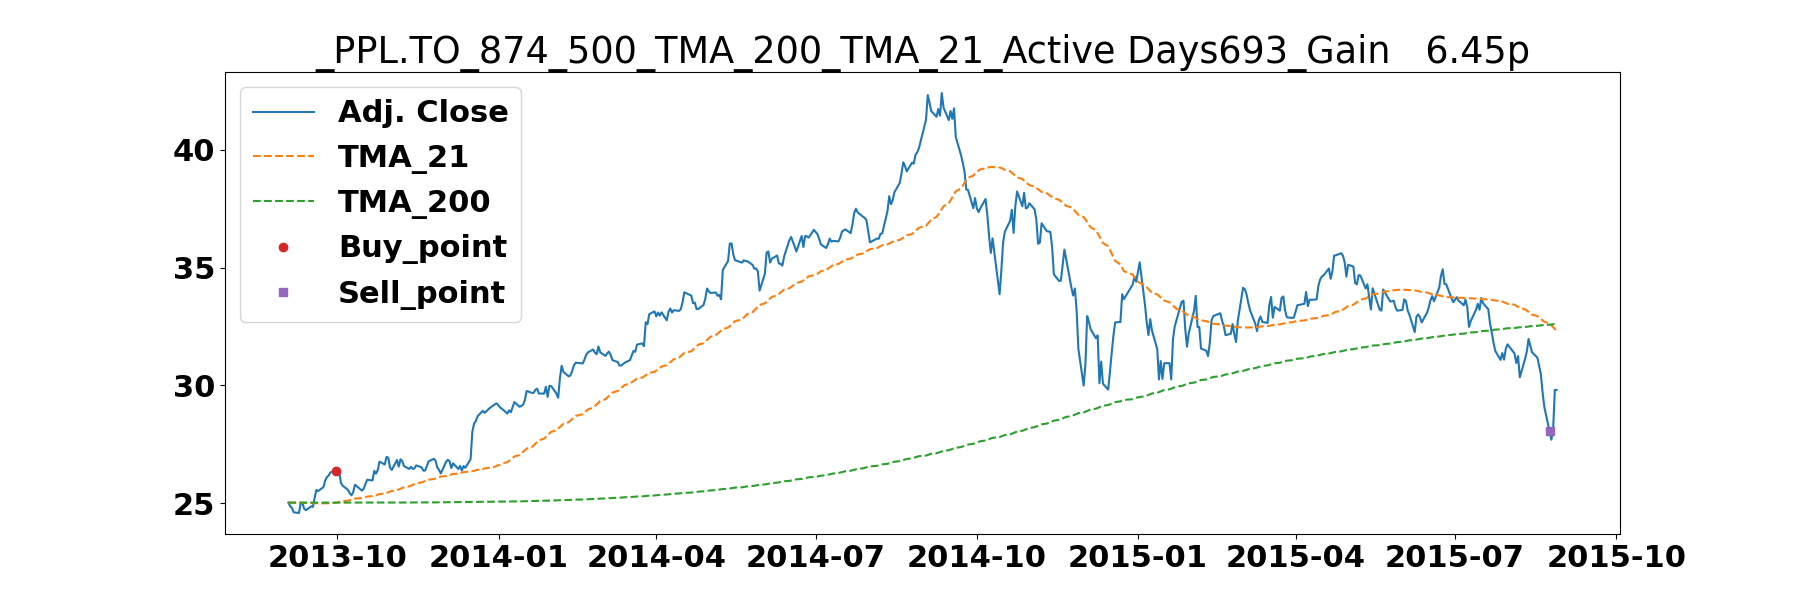 _PPL.TO_874_500_TMA_200_TMA_21_Active Days693_Gain   6.45p
Adj. Close
TMA_21
TMA_200
Buy_point
Sell_point
40
35
30
25
2013-10 2014-01 2014-04 2014-07 2014-10 2015-01 2015-04 2015-07 2015-10